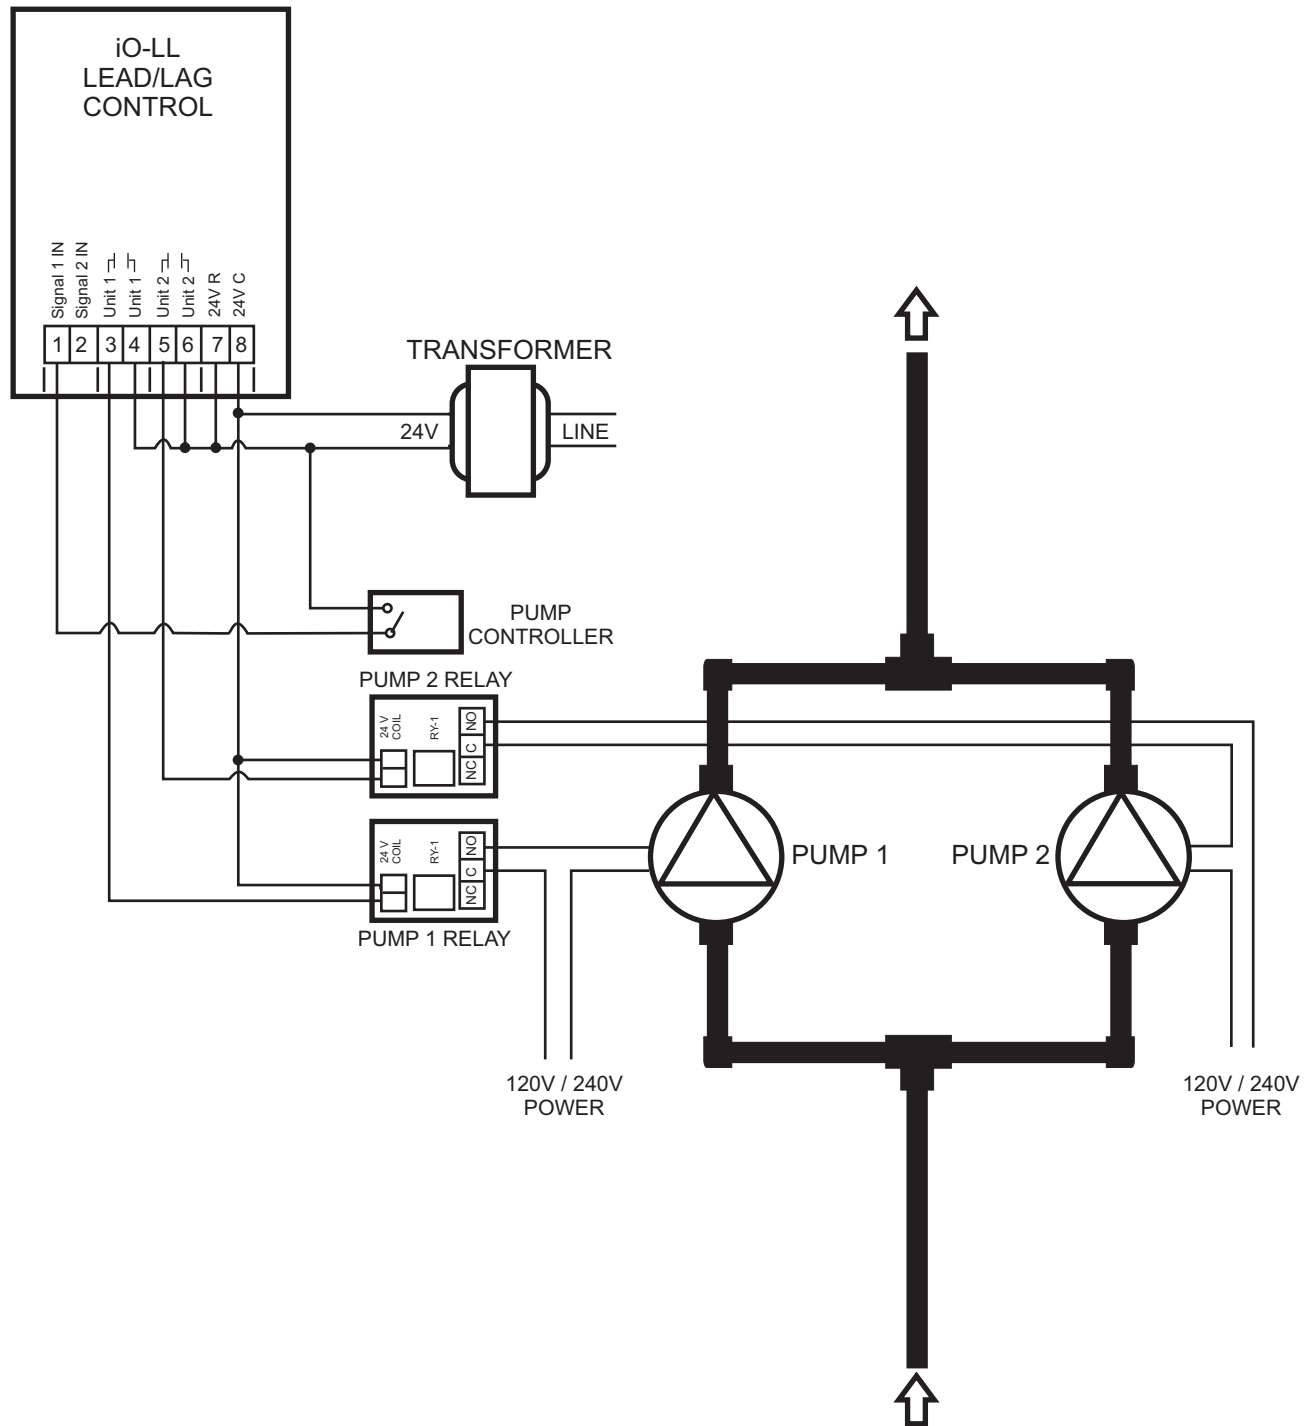 iO-LL
LEAD/LAG
CONTROL
Signal 1 IN
Signal 2 IN
Unit 1
Unit 1
Unit 2
Unit 2
24V R
24V C
1 2 3 4 5 6 7 8
TRANSFORMER
24V
LINE
PUMP
CONTROLLER
PUMP 2 RELAY
24 V
COIL
RY-1
NO
C
NC
24 V
COIL
RY-1
NO
C
NC
PUMP 1 RELAY
PUMP 1
PUMP 2
120V / 240V
POWER
120V / 240V
POWER